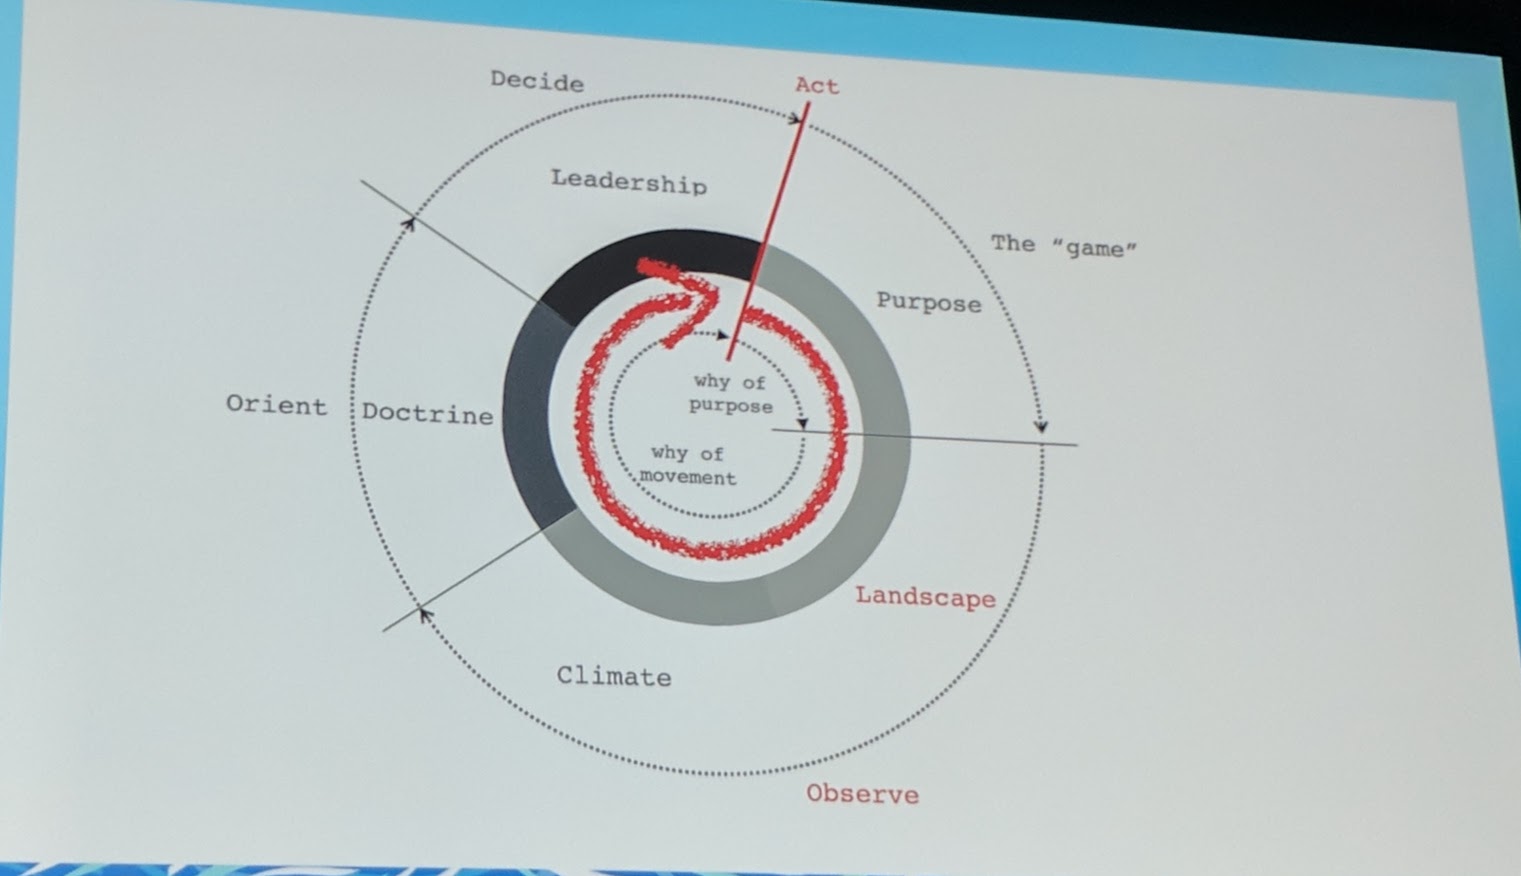 Decide
Act
Leadership
The “game”
Purpose
why of
purpose
Orient
Doctrine
why of
movement
Landscape
Climate
Observe